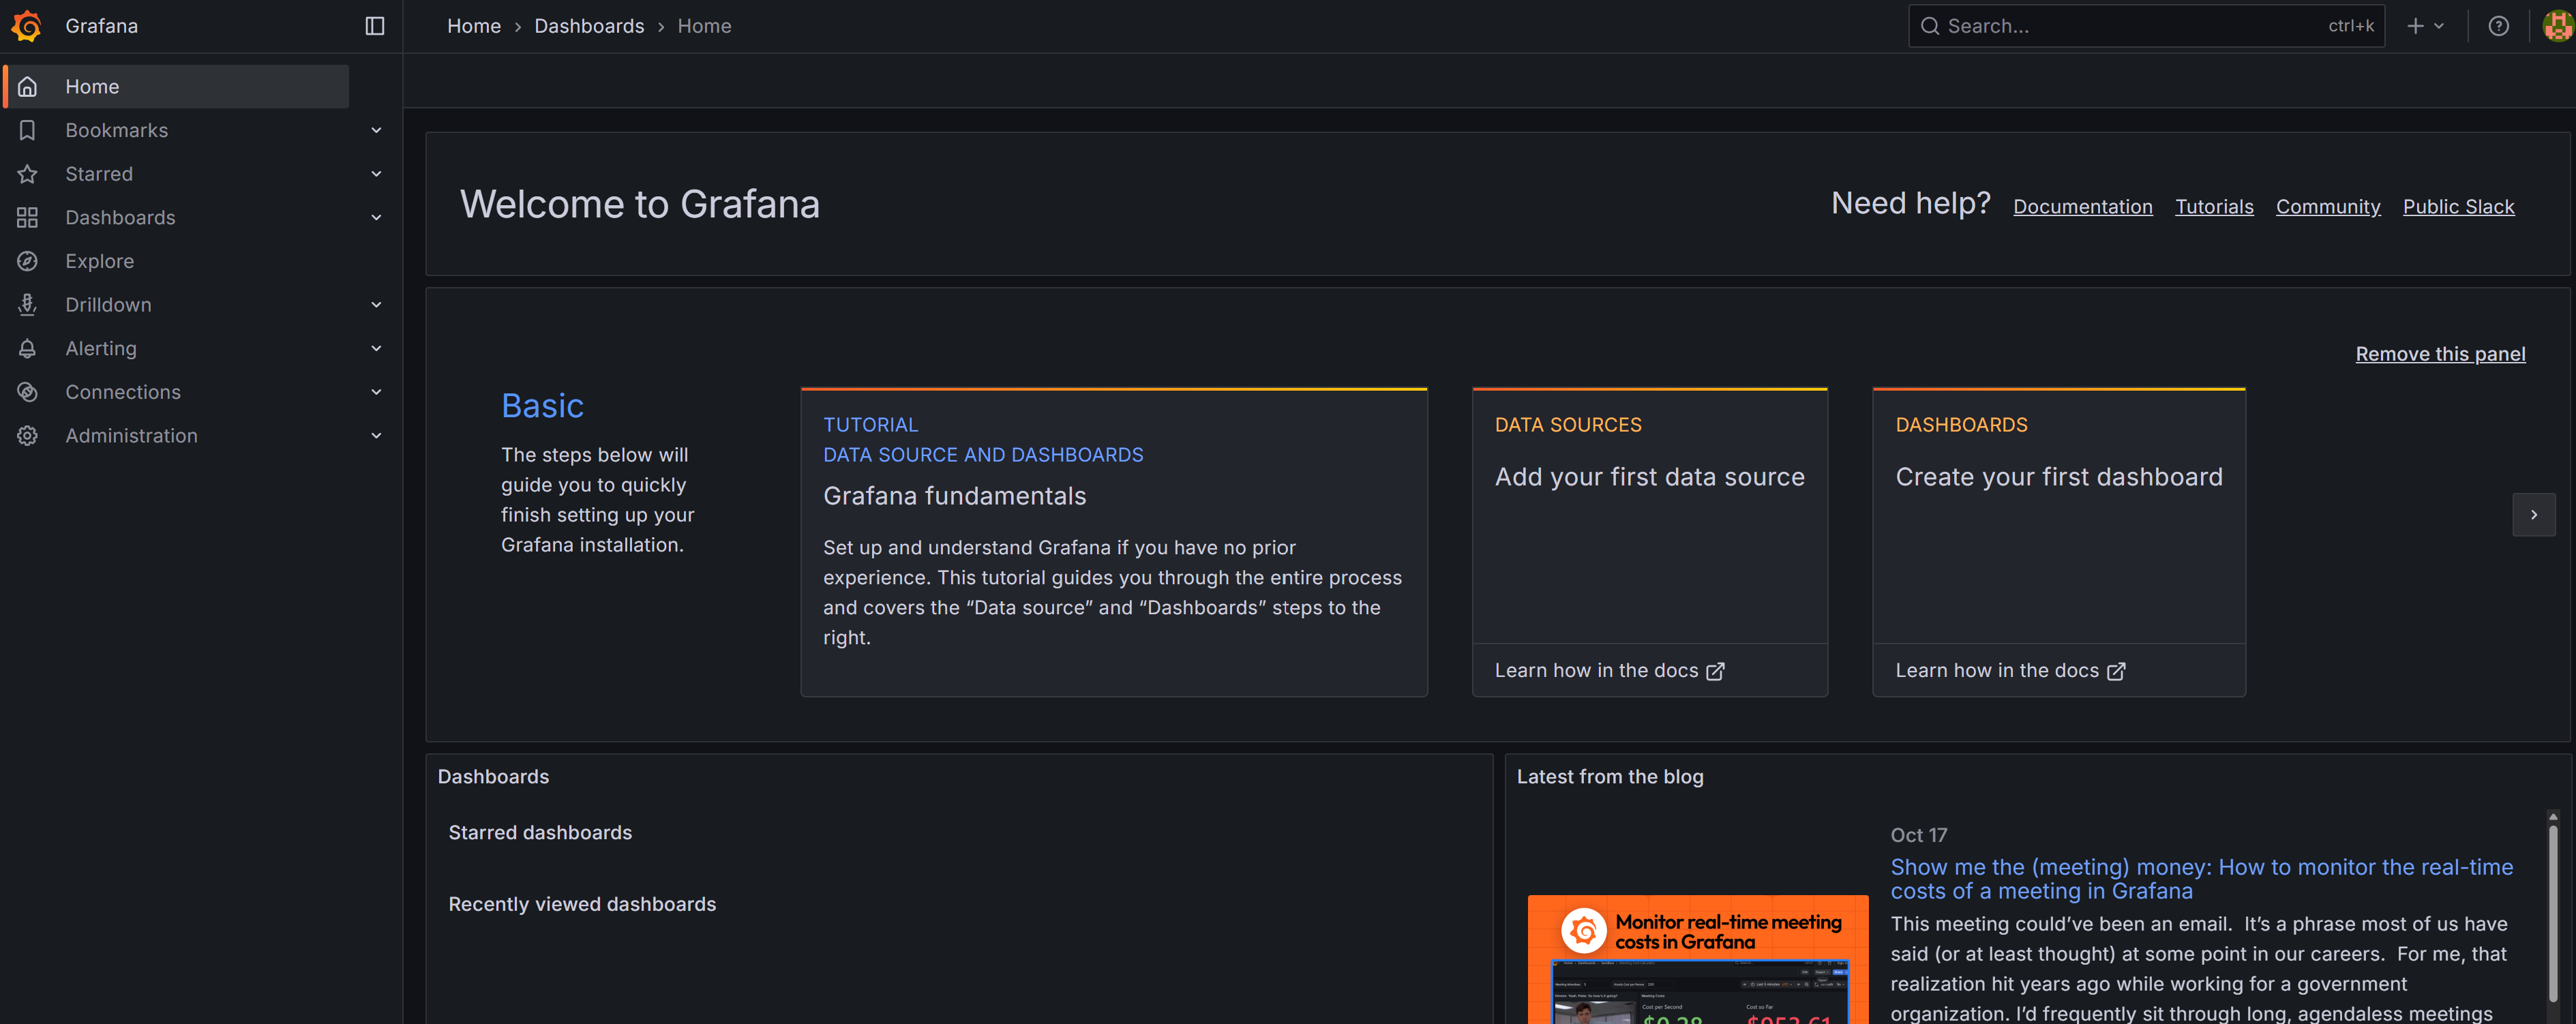 Grafana
Home
Dashboards
Home
Search...
ctrl+k
Home
Bookmarks
Starred
Dashboards
Explore
Drilldown
Alerting
Connections
Administration
Welcome to Grafana
Need help?
Documentation
Tutorials
Community
Public Slack
Remove this panel
Basic
The steps below will
guide you to quickly
finish setting up your
Grafana installation.
TUTORIAL
DATA SOURCE AND DASHBOARDS
Grafana fundamentals
Set up and understand Grafana if you have no prior
experience. This tutorial guides you through the entire process
and covers the “Data source” and “Dashboards” steps to the
right.
DATA SOURCES
Add your first data source
Learn how in the docs
DASHBOARDS
Create your first dashboard
Learn how in the docs
Dashboards
Starred dashboards
Recently viewed dashboards
Latest from the blog
Monitor real-time meeting
costs in Grafana
Cost per Second
Cost so Far
Oct 17
Show me the (meeting) money: How to monitor the real-time
costs of a meeting in Grafana
This meeting could’ve been an email. It’s a phrase most of us have
said (or at least thought) at some point in our careers. For me, that
realization hit years ago while working for a government
organization. I’d frequently sit through long, agendaless meetings